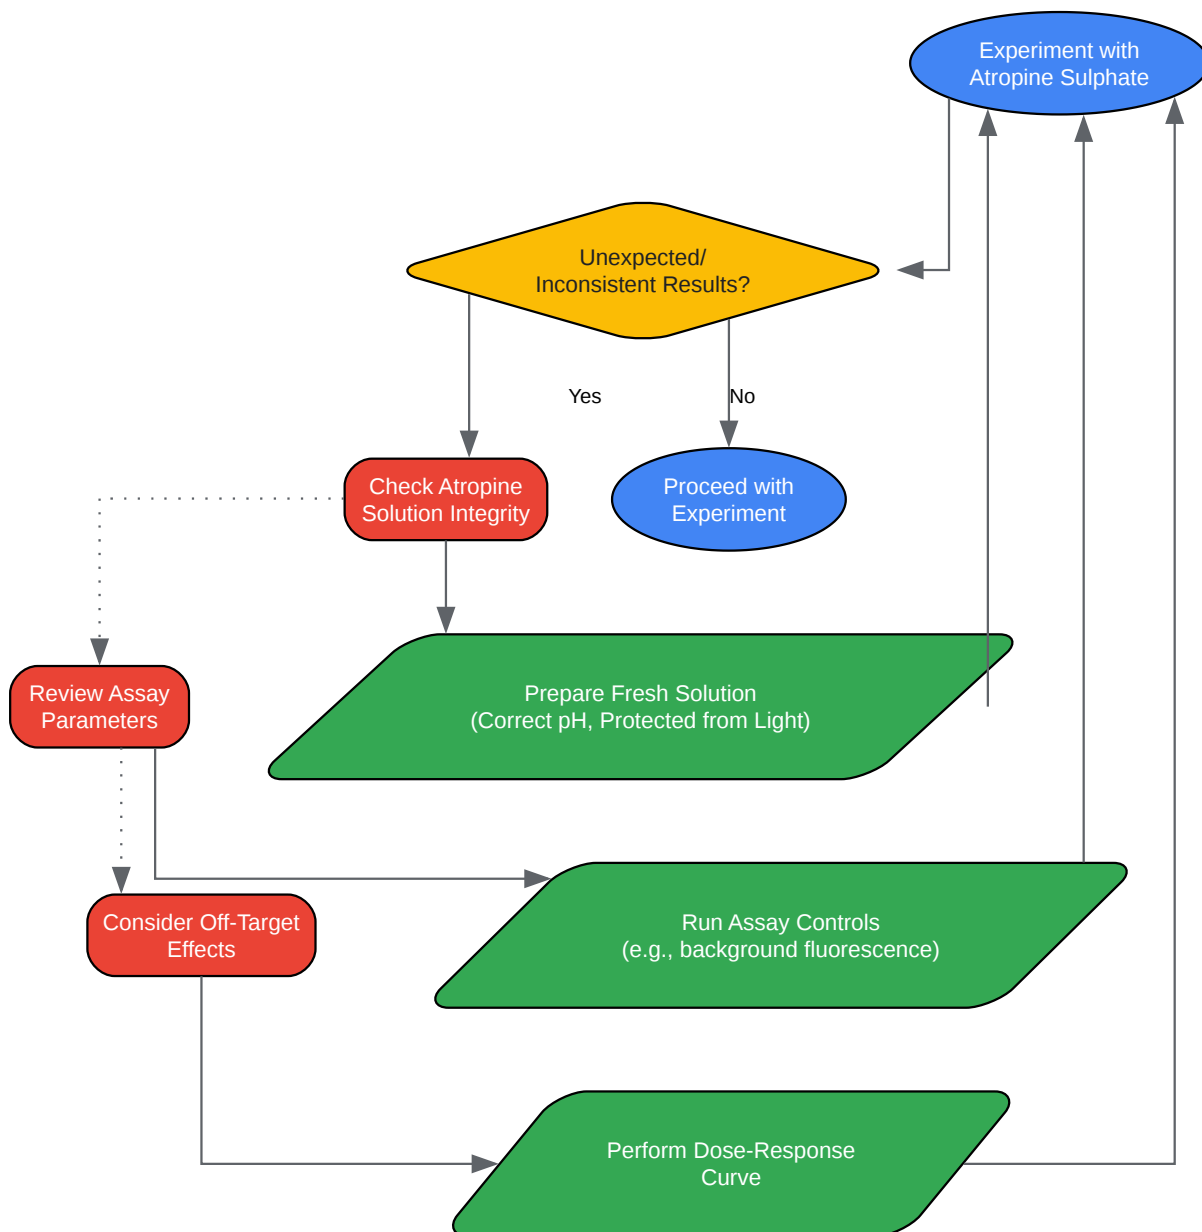 Experiment with
Atropine Sulphate
Unexpected/
Inconsistent Results?
Yes
No
Check Atropine
Solution Integrity
Proceed with
Experiment
Review Assay
Parameters
Prepare Fresh Solution
(Correct pH, Protected from Light)
Consider Off-Target
Effects
Run Assay Controls
(e.g., background fluorescence)
Perform Dose-Response
Curve